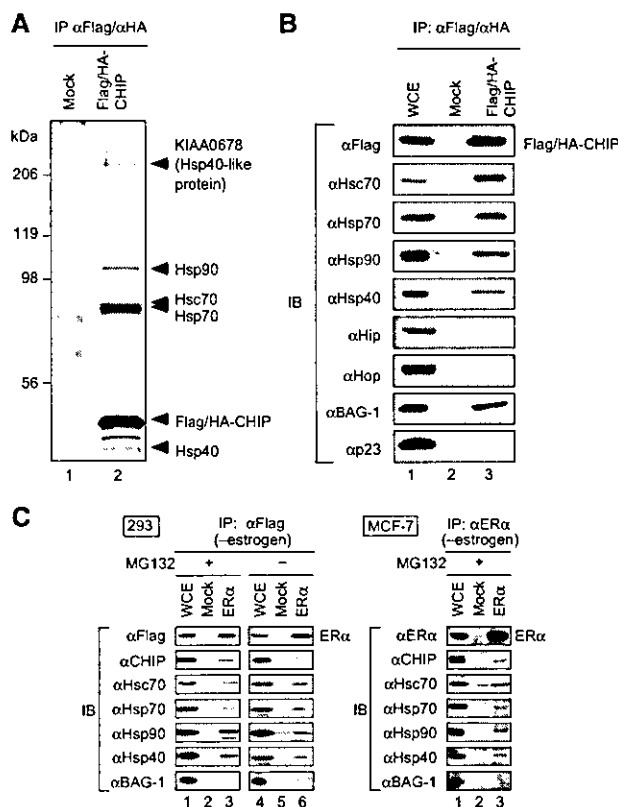 A
IP αFlag/αHA
Mock
Flag/HA-CHIP
kDa
206
119
98
56
KIAA0678
(Hsp40-like
protein)
Hsp90
Hsc70
Hsp70
Flag/HA-CHIP
Hsp40
1 2
B
IP: αFlag/αHA
WCE
Mock
Flag/HA-CHIP
IB
αFlag
Flag/HA-CHIP
αHsc70
αHsp70
αHsp90
αHsp40
αHip
αHop
αBAG-1
αp23
1 2 3
C
293
IP: αFlag
(–estrogen)
MG132 + –
WCE Mock ERα WCE Mock ERα
IB
αFlag
ERα
αCHIP
αHsc70
αHsp70
αHsp90
αHsp40
αBAG-1
1 2 3 4 5 6
MCF-7
IP: αERα
(–estrogen)
MG132 +
WCE Mock ERα
IB
αERα
ERα
αCHIP
αHsc70
αHsp70
αHsp90
αHsp40
αBAG-1
1 2 3